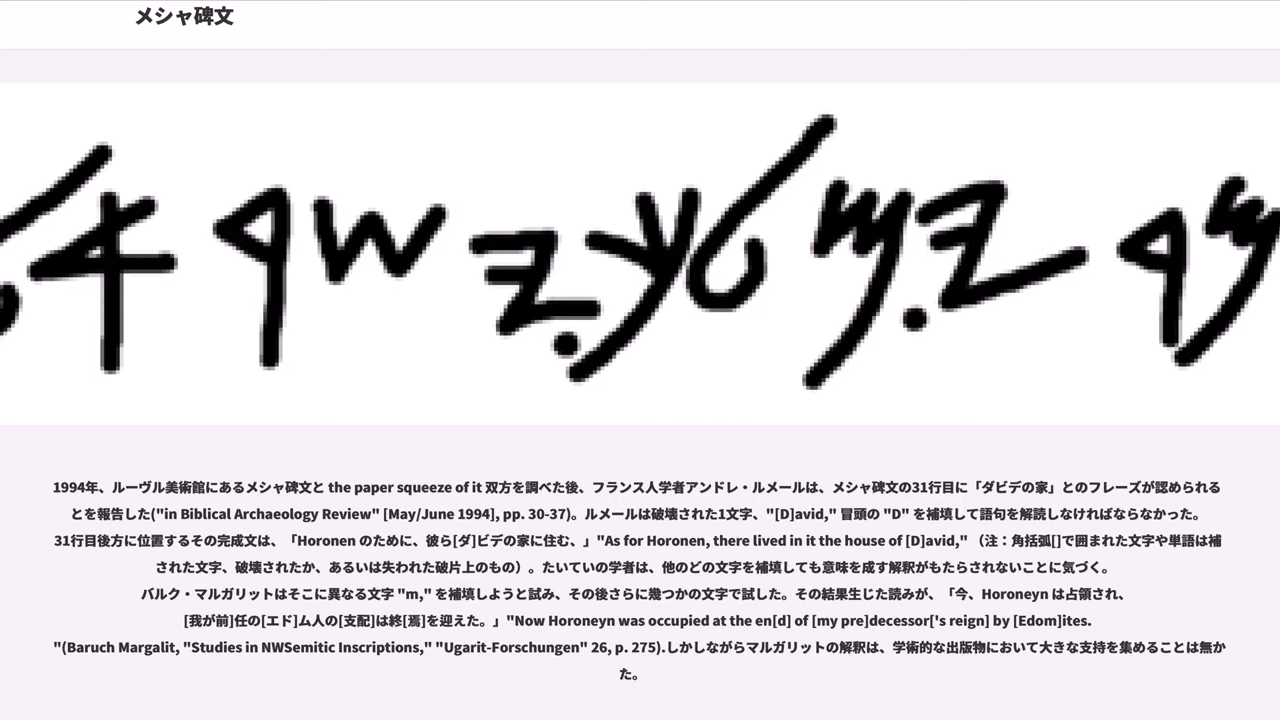 メシャ碑文
𐤌𐤓𐤉.𐤌𐤋𐤊.𐤉𐤔𐤓𐤀𐤋
1994年、ルーヴル美術館にあるメシャ碑文と the paper squeeze of it 双方を調べた後、フランス人学者アンドレ・ルメールは、メシャ碑文の31行目に「ダビデの家」とのフレーズが認められる
とを報告した("in Biblical Archaeology Review" [May/June 1994], pp. 30-37)。ルメールは破壊された1文字、"[D]avid," 冒頭の "D" を補填して語句を解読しなければならなかった。
31行目後方に位置するその完成文は、「Horonen のために、彼ら[ダ]ビデの家に住む、」"As for Horonen, there lived in it the house of [D]avid," （注：角括弧[]で囲まれた文字や単語は補
された文字、破壊されたか、あるいは失われた破片上のもの）。たいていの学者は、他のどの文字を補填しても意味を成す解釈がもたらされないことに気づく。
バルク・マルガリットはそこに異なる文字 "m," を補填しようと試み、その後さらに幾つかの文字で試した。その結果生じた読みが、「今、Horoneyn は占領され、
[我が前]任の[エド]ム人の[支配]は終[焉]を迎えた。」"Now Horoneyn was occupied at the en[d] of [my pre]decessor['s reign] by [Edom]ites.
"(Baruch Margalit, "Studies in NWSemitic Inscriptions," "Ugarit-Forschungen" 26, p. 275).しかしながらマルガリットの解釈は、学術的な出版物において大きな支持を集めることは無か
た。